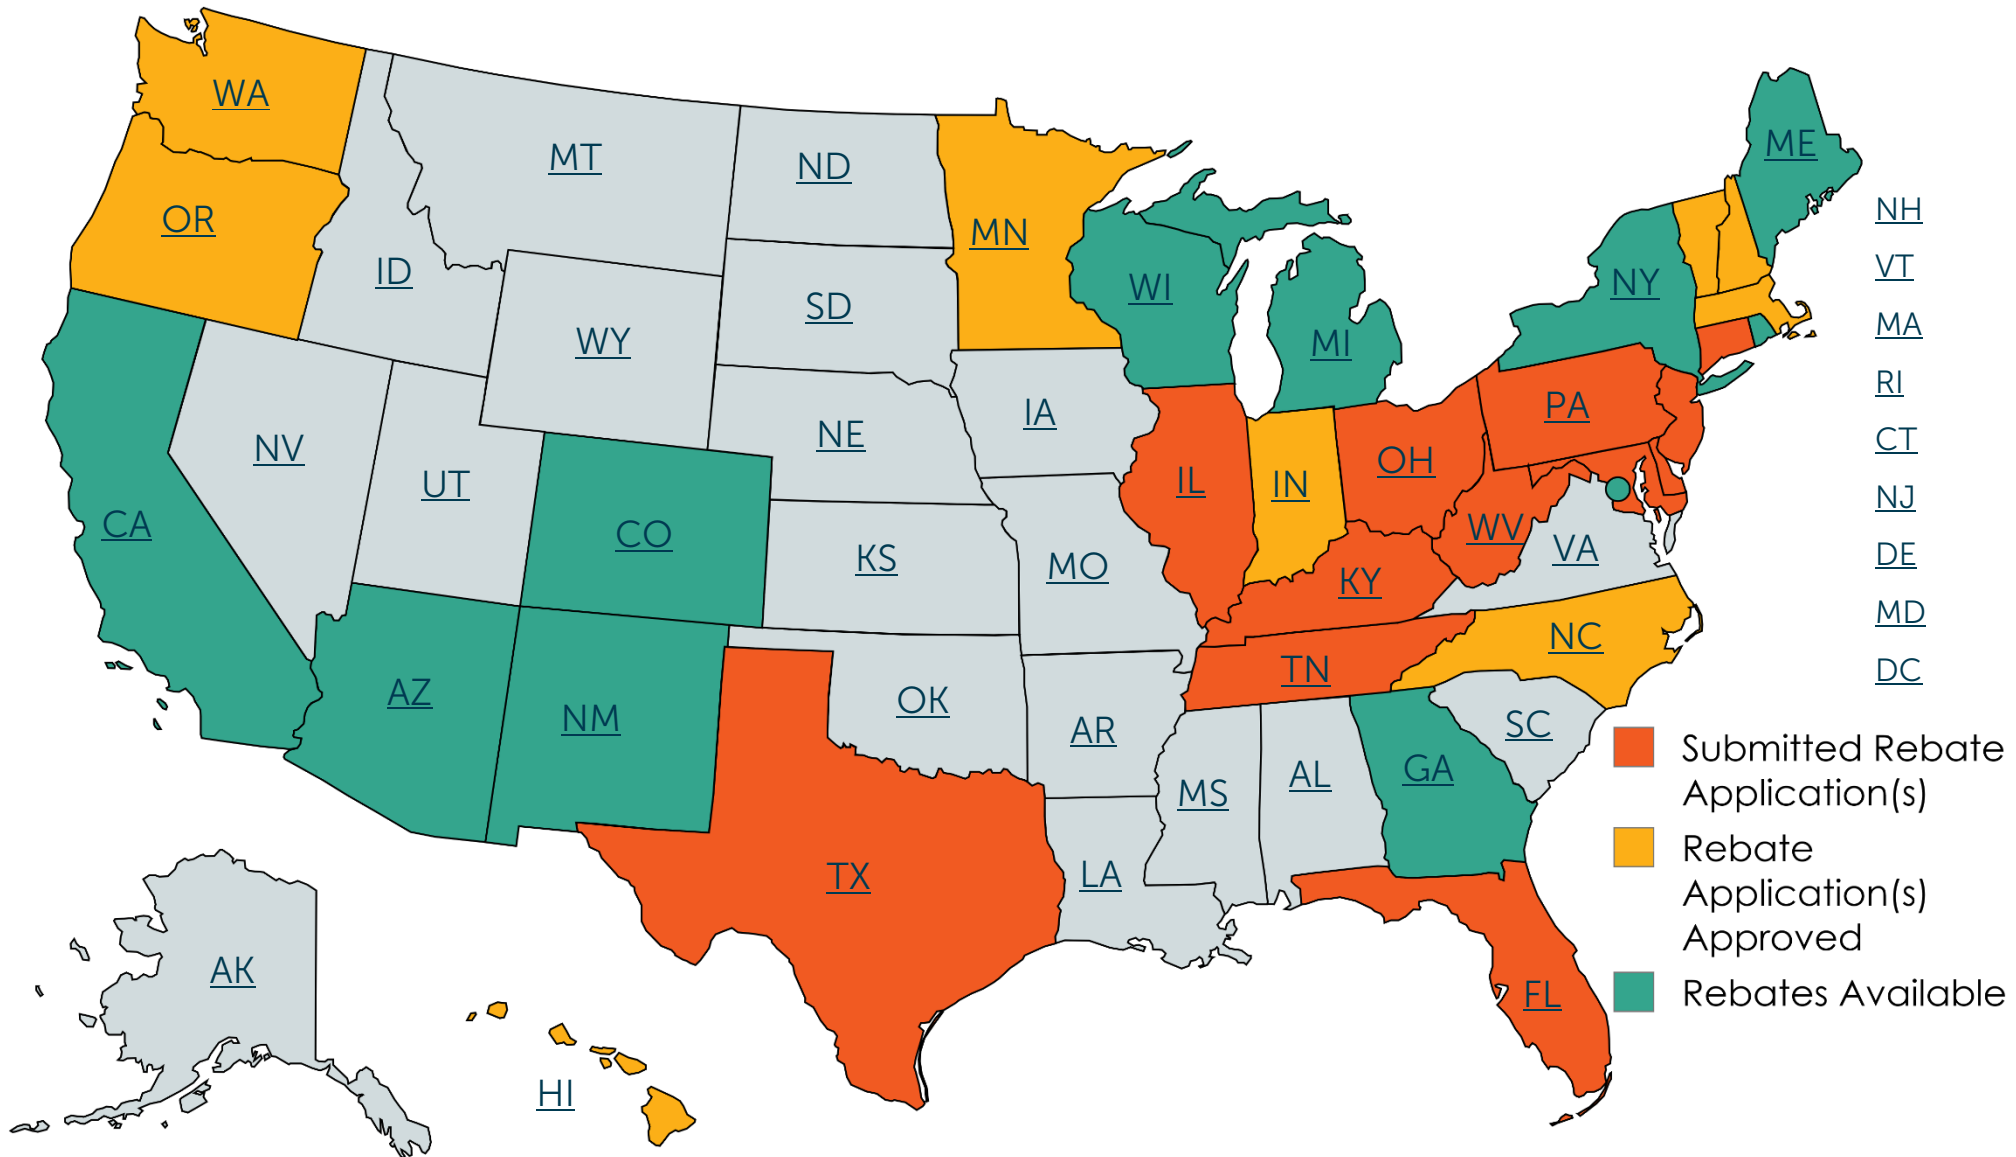 WA
MT
ND
ME
OR
MN
NH
ID
WI
NY
VT
SD
MA
WY
MI
RI
IA
PA
NV
NE
CT
UT
IL
IN
OH
CA
CO
KS
MO
WV
VA
NJ
DE
KY
MD
NC
TN
DC
AZ
NM
OK
AR
SC
MS
AL
GA
Submitted Rebate
Application(s)
TX
LA
Rebate
Application(s)
Approved
AK
FL
Rebates Available
HI